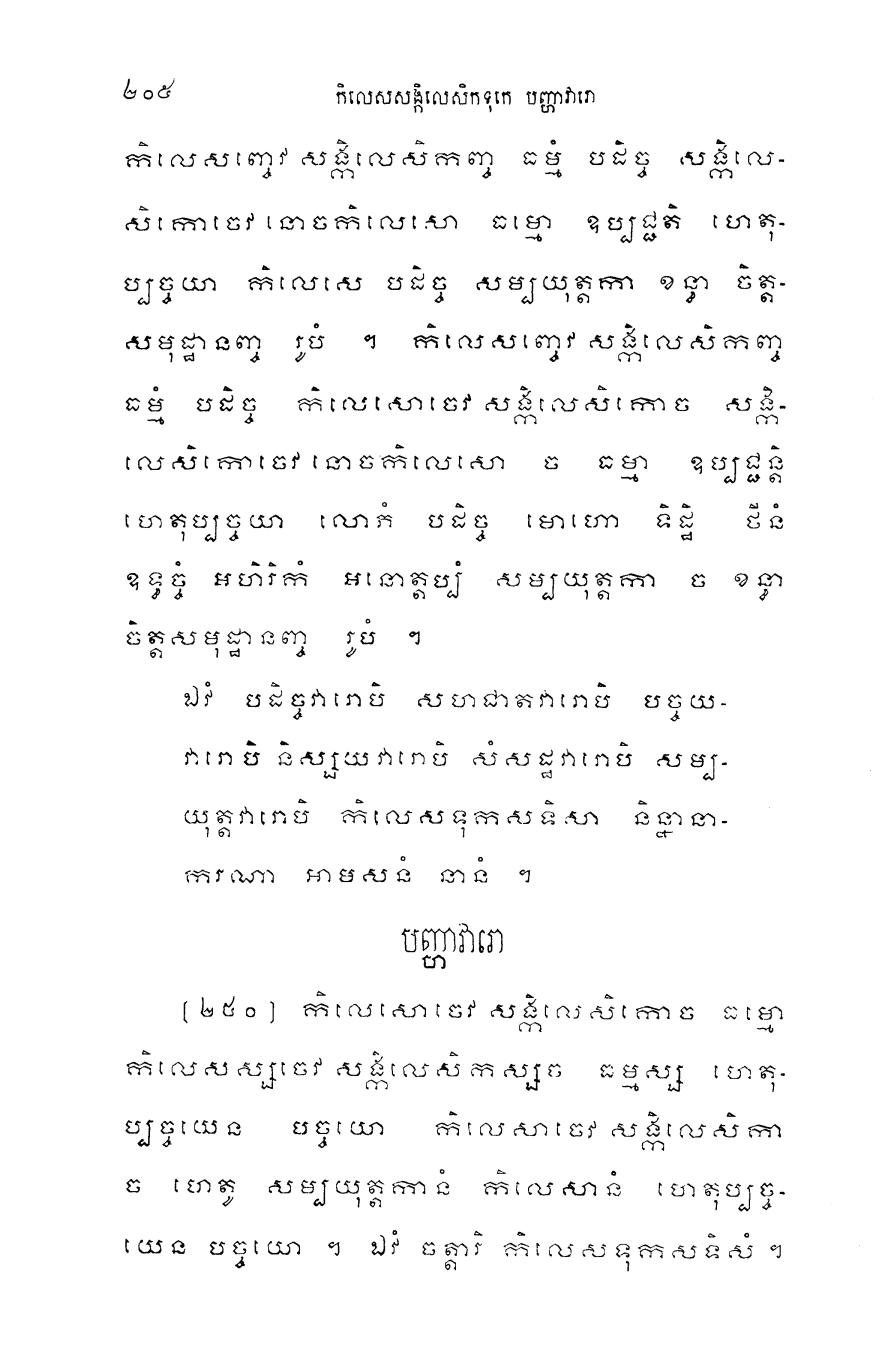 ២០៥ កិលេសសង្កិលេសិកទុកេ បញ្ហាវារោ
កិលេសញ្ចេវ សង្កិលេសិកញ្ច ធម្មំ បដិច្ច សង្កិលេ-
សិកោចេវ នោចកិលេសោ ធម្មោ ឧប្បជ្ជតិ ហេតុ-
ប្បច្ចយា កិលេសេ បដិច្ច សម្បយុត្តកា ខន្ធា ចិត្ត-
សមុដ្ឋានញ្ច រូបំ ។ កិលេសញ្ចេវ សង្កិលេសិកញ្ច
ធម្មំ បដិច្ច កិលេសោចេវ សង្កិលេសិកោច សង្កិ-
លេសិកោចេវ នោចកិលេសោ ច ធម្មា ឧប្បជ្ជន្តិ
ហេតុប្បច្ចយា លោភំ បដិច្ច មោហោ ទិដ្ឋិ ថីនំ
ឧទ្ធច្ចំ អហិរិកំ អនោត្តប្បំ សម្បយុត្តកា ច ខន្ធា
ចិត្តសមុដ្ឋានញ្ច រូបំ ។
ឯវំ បដិច្ចវារោបិ សហជាតវារោបិ បច្ចយ-
វារោបិ និស្សយវារោបិ សំសដ្ឋវារោបិ សម្ប-
យុត្តវារោបិ កិលេសទុកសទិសា និន្នានា-
ករណា អាមសនំ នានំ ។
បញ្ហាវារោ
[២៥០] កិលេសោចេវ សង្កិលេសិកោច ធម្មោ
កិលេសស្សចេវ សង្កិលេសិកស្សច ធម្មស្ស ហេតុ-
ប្បច្ចយេន បច្ចយោ កិលេសាចេវ សង្កិលេសិកា
ច ហេតូ សម្បយុត្តកានំ កិលេសានំ ហេតុប្បច្ច-
យេន បច្ចយោ ។ ឯវំ ចត្តារិ កិលេសទុកសទិសំ ។